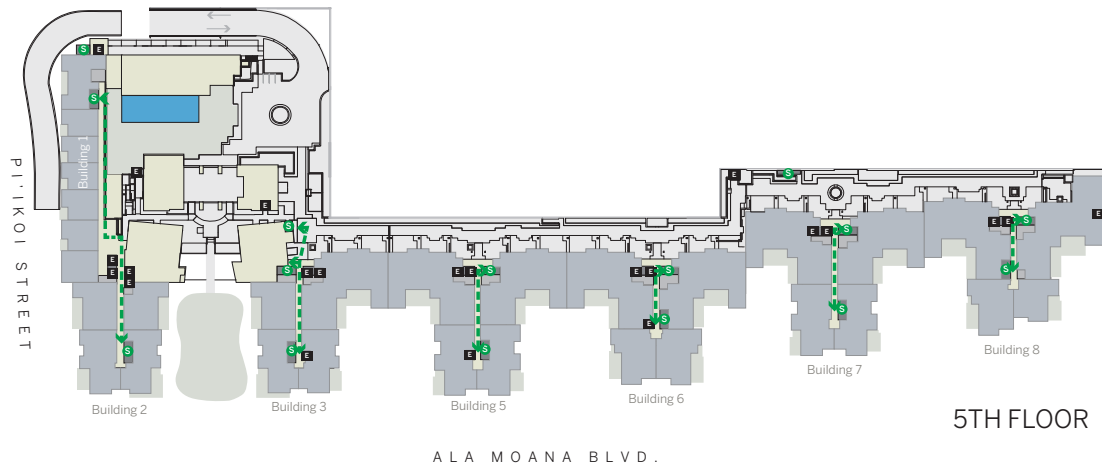 S E
S
Building 1
PI'IKOI STREET
E
E
E
S
E
E E
E
S
S
E E
S
E
E E S
E S
E E S
E S
E
S
E E S
S
E E S
S
E
Building 2
Building 3
Building 5
Building 6
Building 7
Building 8
5TH FLOOR
ALA MOANA BLVD.